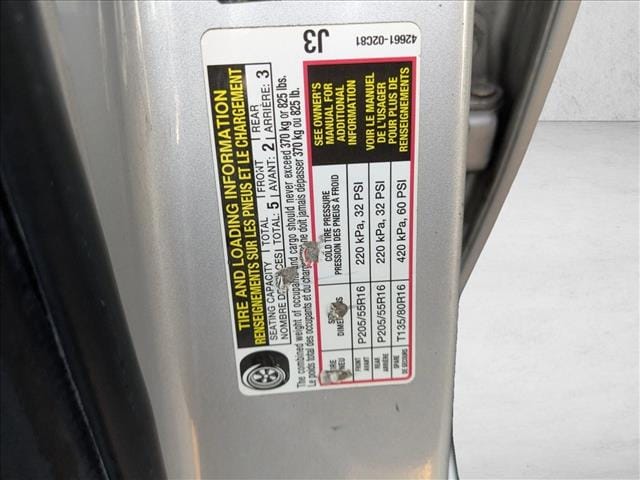 42661-02C81
J3
TIRE AND LOADING INFORMATION
RENSEIGNEMENTS SUR LES PNEUS ET LE CHARGEMENT
SEATING CAPACITY TOTAL 5 FRONT 2 REAR 3
NOMBRE DE PLACES TOTAL: AVANT: ARRIÈRE:
The combined weight of occupants and cargo should never exceed 370 kg or 825 lbs.
Le poids total des occupants et du chargement ne doit jamais dépasser 370 kg ou 825 lb.
TIRE SIZE COLD TIRE PRESSURE
PNEU DIMENSIONS PRESSION DES PNEUS À FROID
FRONT
AVANT P205/55R16 220 kPa, 32 PSI
REAR
ARRIÈRE P205/55R16 220 kPa, 32 PSI
SPARE
DE SECOURS T135/80R16 420 kPa, 60 PSI
SEE OWNER'S
MANUAL FOR
ADDITIONAL
INFORMATION
VOIR LE MANUEL
DE L'USAGER
POUR PLUS DE
RENSEIGNEMENTS